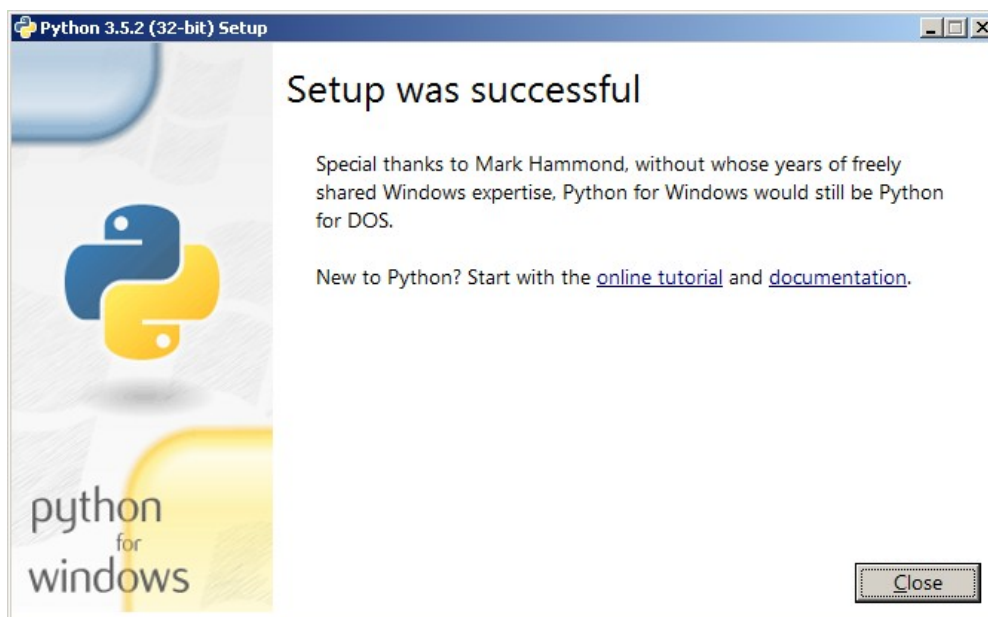 Python 3.5.2 (32-bit) Setup
Setup was successful
Special thanks to Mark Hammond, without whose years of freely
shared Windows expertise, Python for Windows would still be Python
for DOS.
New to Python? Start with the online tutorial and documentation.
python
for
windows
Close